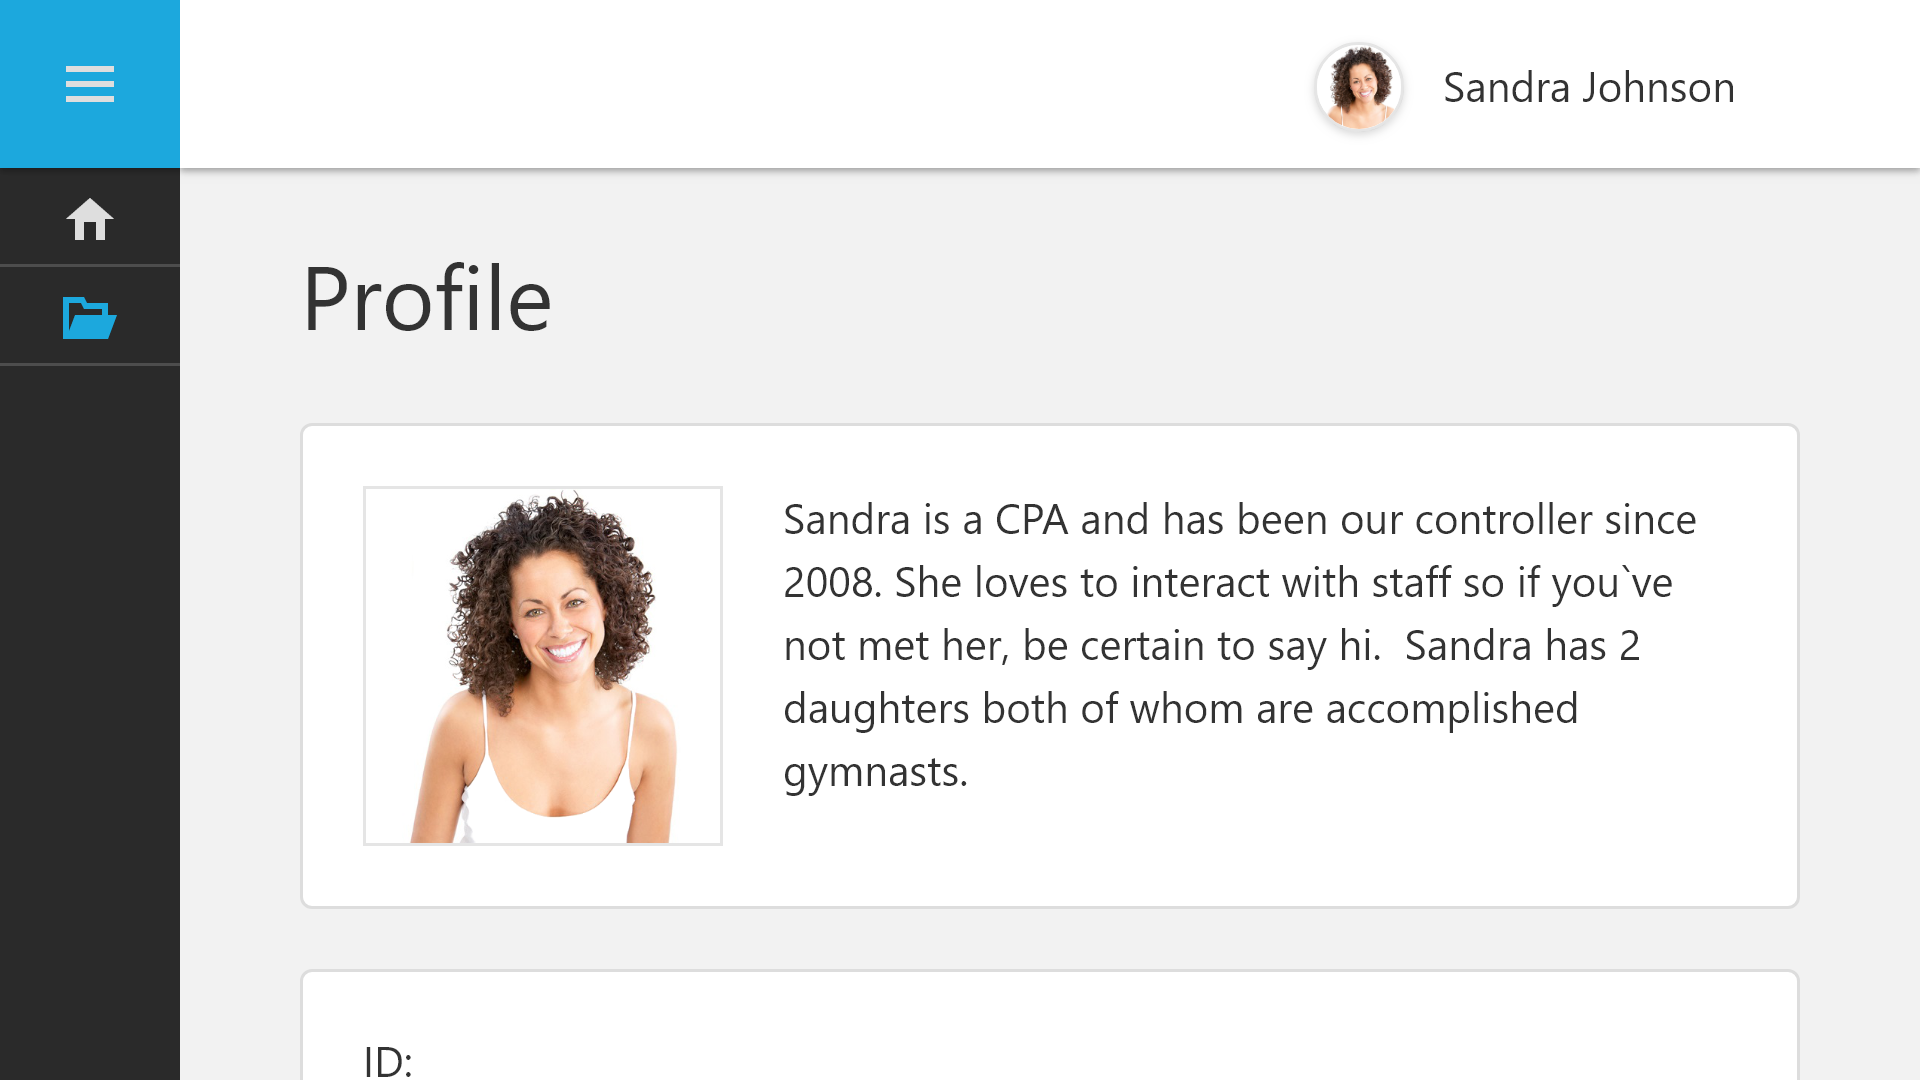 Sandra Johnson
Profile
Sandra is a CPA and has been our controller since
2008. She loves to interact with staff so if you`ve
not met her, be certain to say hi.  Sandra has 2
daughters both of whom are accomplished
gymnasts.
ID: